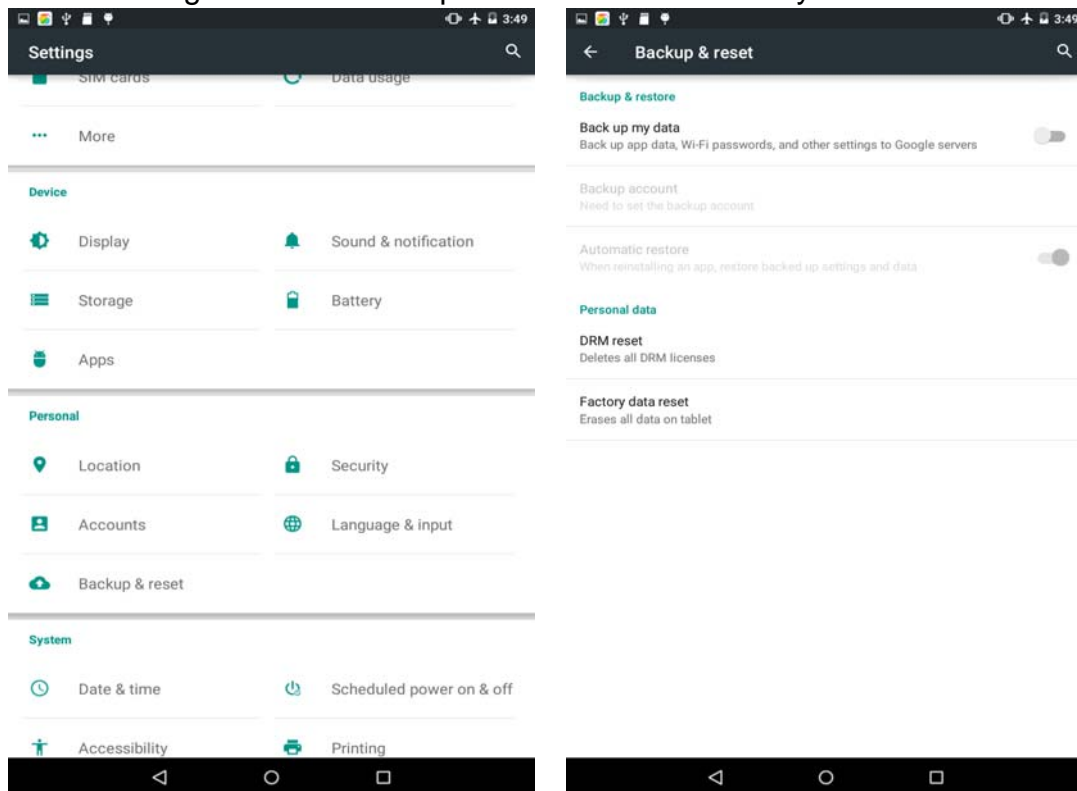 3:49
Settings
SIM cards
Data usage
More
Device
Display
Sound & notification
Storage
Battery
Apps
Personal
Location
Security
Accounts
Language & input
Backup & reset
System
Date & time
Scheduled power on & off
Accessibility
Printing
3:49
Backup & reset
Backup & restore
Back up my data
Back up app data, Wi-Fi passwords, and other settings to Google servers
Backup account
Need to set the backup account
Automatic restore
When reinstalling an app, restore backed up settings and data
Personal data
DRM reset
Deletes all DRM licenses
Factory data reset
Erases all data on tablet